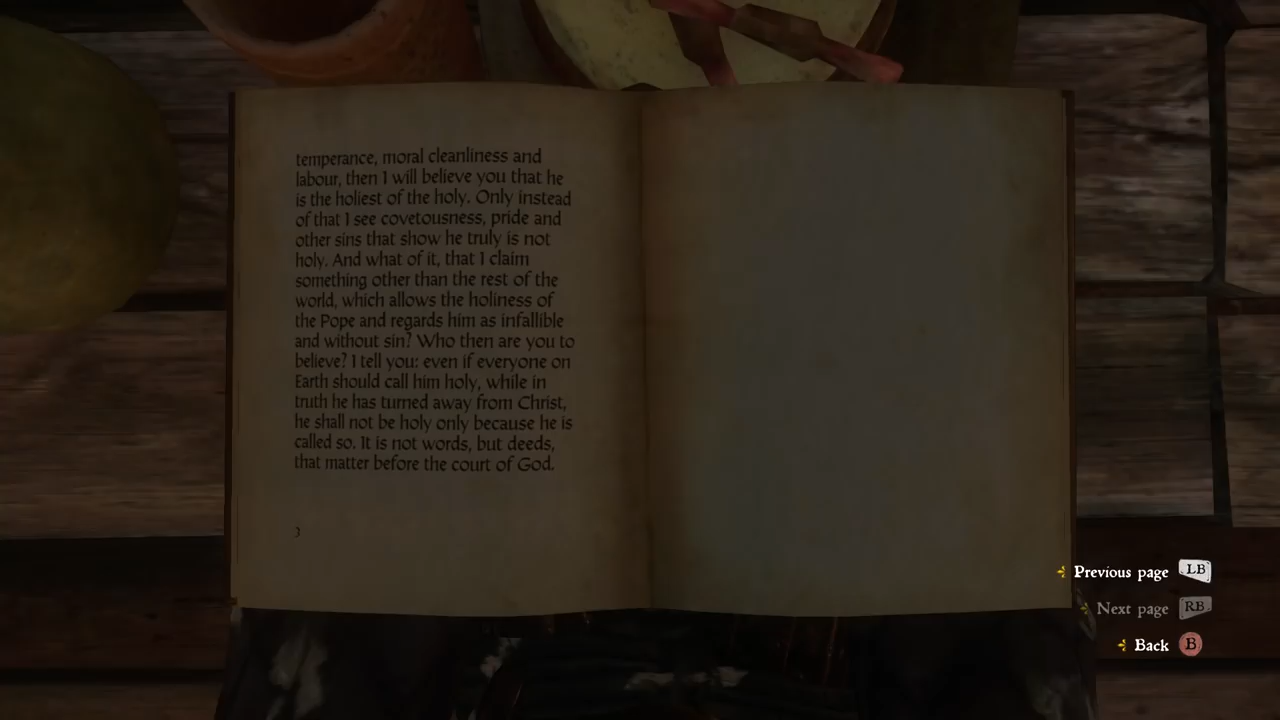 temperance, moral cleanliness and
labour, then I will believe you that he
is the holiest of the holy. Only instead
of that I see covetousness, pride and
other sins that show he truly is not
holy. And what of it, that I claim
something other than the rest of the
world, which allows the holiness of
the Pope and regards him as infallible
and without sin? Who then are you to
believe? I tell you: even if everyone on
Earth should call him holy, while in
truth he has turned away from Christ,
he shall not be holy only because he is
called so. It is not words, but deeds,
that matter before the court of God.
3
Previous page LB
Next page RB
Back B